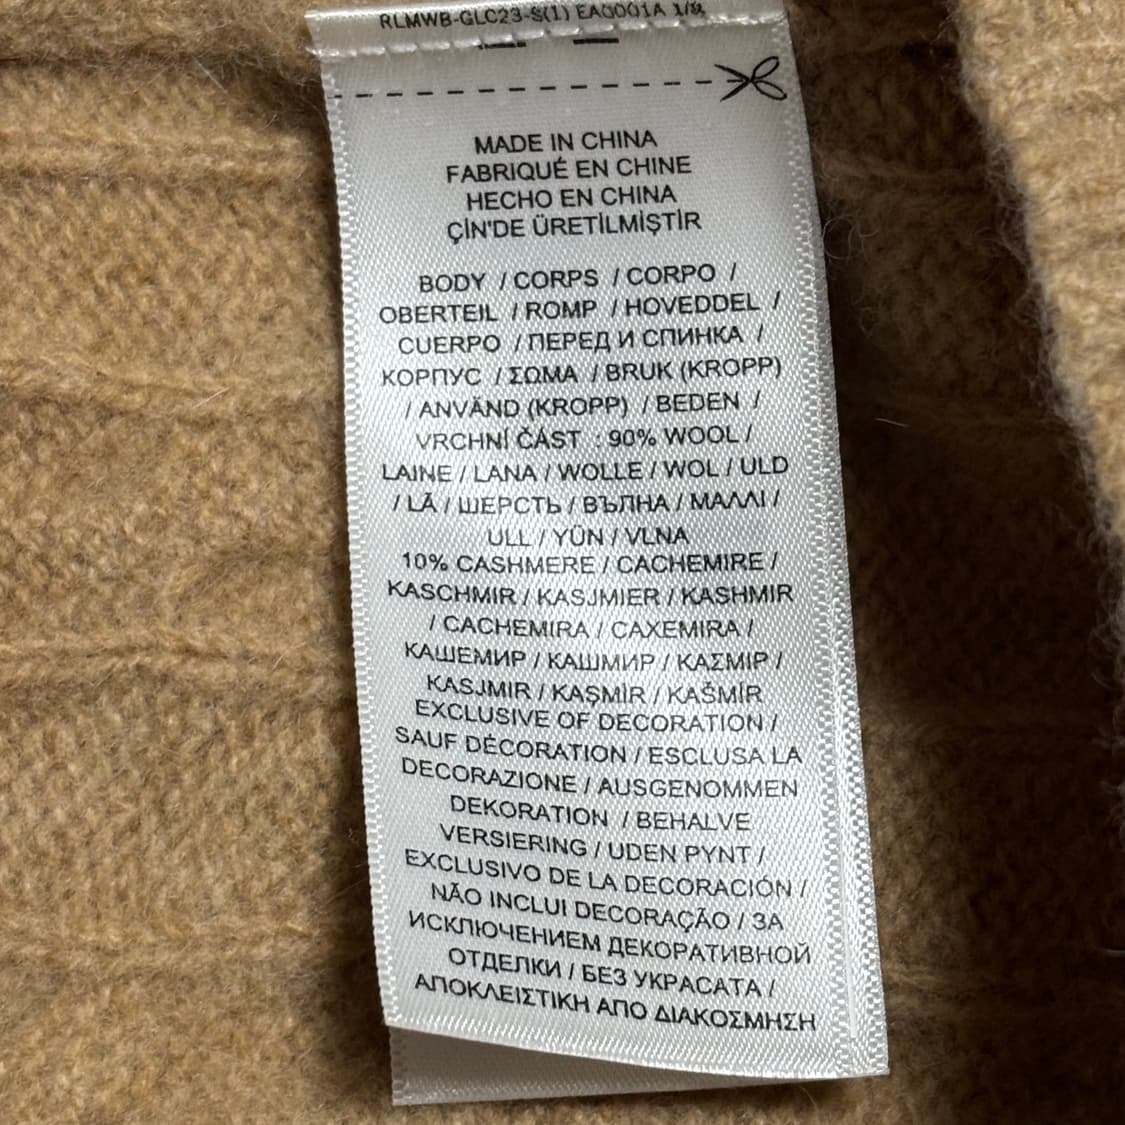 RLMWB-GLC23-S(1) EA0001A 1/8
MADE IN CHINA
FABRIQUÉ EN CHINE
HECHO EN CHINA
ÇİN'DE ÜRETİLMİŞTİR
BODY / CORPS / CORPO /
OBERTEIL / ROMP / HOVEDDEL /
CUERPO / ПЕРЕД И СПИНКА /
КОРПУС / ΣΩΜΑ / BRUK (KROPP)
/ ANVÄND (KROPP) / BEDEN /
VRCHNÍ ČÁST : 90% WOOL /
LAINE / LANA / WOLLE / WOL / ULD
/ LÃ / ШЕРСТЬ / ВЪЛНА / ΜΑΛΛΙ /
ULL / YÜN / VLNA
10% CASHMERE / CACHEMIRE /
KASCHMIR / KASJMIER / KASHMIR
/ CACHEMIRA / CAXEMIRA /
КАШЕМИР / КАШМИР / ΚΑΣΜΙΡ /
KASJMIR / KAŞMİR / KAŠMÍR
EXCLUSIVE OF DECORATION /
SAUF DÉCORATION / ESCLUSA LA
DECORAZIONE / AUSGENOMMEN
DEKORATION / BEHALVE
VERSIERING / UDEN PYNT /
EXCLUSIVO DE LA DECORACIÓN /
NÃO INCLUI DECORAÇÃO / ЗА
ИСКЛЮЧЕНИЕМ ДЕКОРАТИВНОЙ
ОТДЕЛКИ / БЕЗ УКРАСАТА /
ΑΠΟΚΛΕΙΣΤΙΚΗ ΑΠΟ ΔΙΑΚΟΣΜΗΣΗ